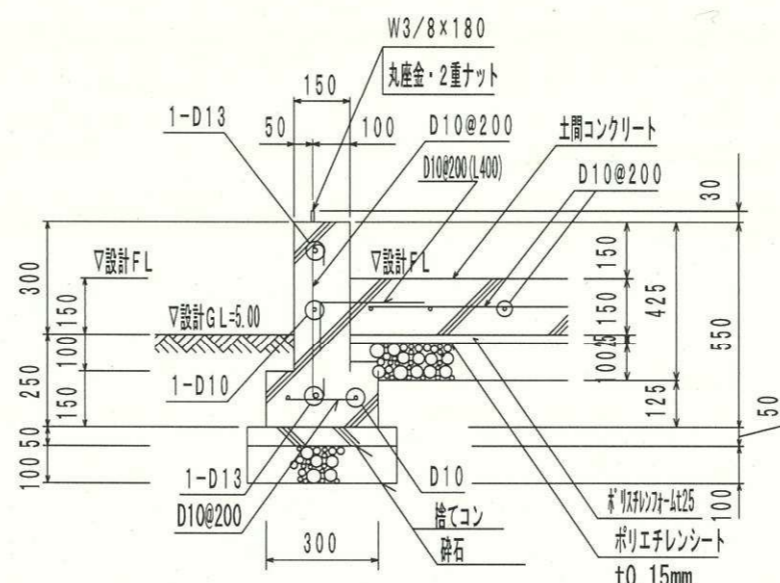 W3/8×180
丸座金・2重ナット
150
1-D13
50
100
D10@200
D10@200(L400)
土間コンクリート
D10@200
30
▽設計FL
▽設計FL
300
150
▽設計GL=5.00
100
250
150
50
100
1-D10
150
150
425
25
100
125
550
50
100
1-D13
D10@200
D10
300
捨てコン
砕石
ポリスチレンフォームt25
ポリエチレンシート
t0.15mm